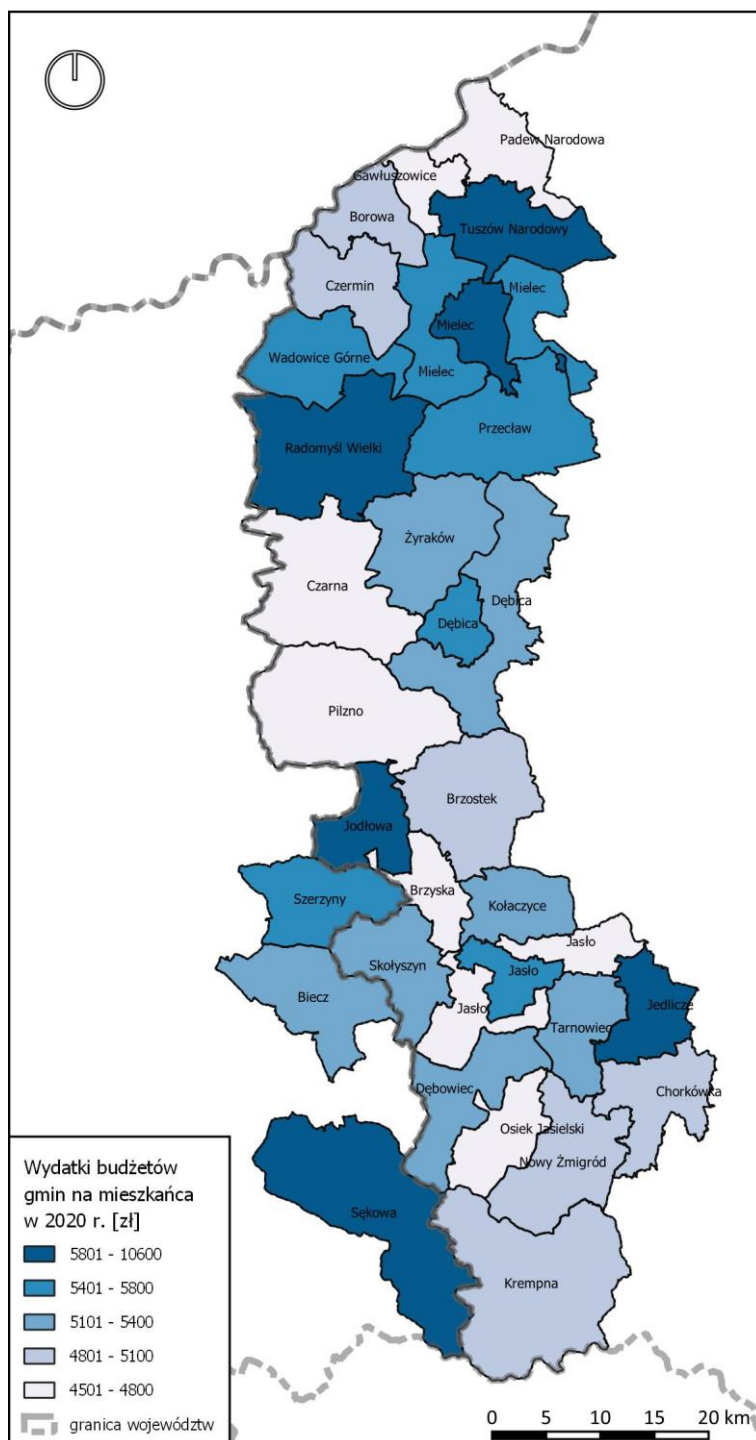 Padew Narodowa
Gawłuszowice
Borowa
Tuszów Narodowy
Czermin
Mielec
Mielec
Wadowice Górne
Mielec
Przecław
Radomyśl Wielki
Żyraków
Czarna
Dębica
Dębica
Pilzno
Brzostek
Jodłowa
Brzyska
Szerzyny
Kołaczyce
Jasło
Skołyszyn
Jasło
Biecz
Jasło
Jedlicze
Tarnowiec
Dębowiec
Chorkówka
Osiek Jasielski
Nowy Żmigród
Sękowa
Krempna
Wydatki budżetów
gmin na mieszkańca
w 2020 r. [zł]
5801 - 10600
5401 - 5800
5101 - 5400
4801 - 5100
4501 - 4800
granica województw
0 5 10 15 20 km